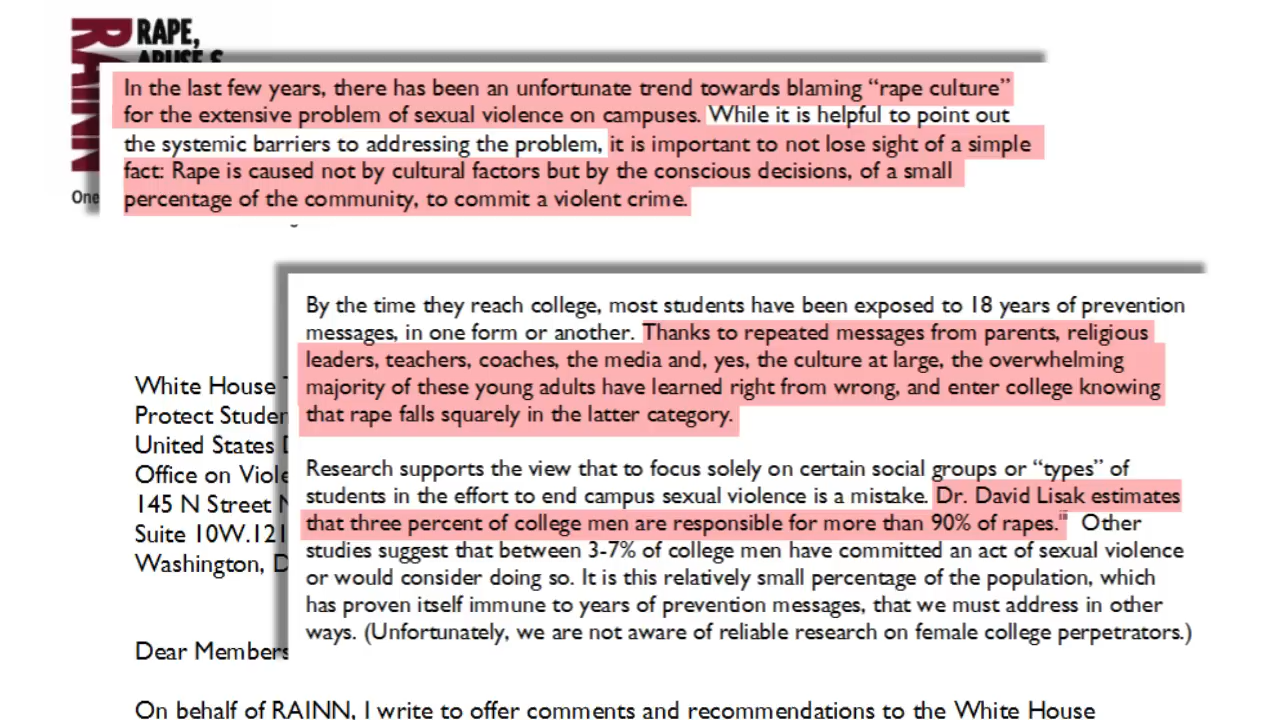 RAINN
RAPE,
ABUSE &
In the last few years, there has been an unfortunate trend towards blaming “rape culture”
for the extensive problem of sexual violence on campuses. While it is helpful to point out
the systemic barriers to addressing the problem, it is important to not lose sight of a simple
fact: Rape is caused not by cultural factors but by the conscious decisions, of a small
percentage of the community, to commit a violent crime.
One
By the time they reach college, most students have been exposed to 18 years of prevention
messages, in one form or another. Thanks to repeated messages from parents, religious
leaders, teachers, coaches, the media and, yes, the culture at large, the overwhelming
majority of these young adults have learned right from wrong, and enter college knowing
that rape falls squarely in the latter category.
Research supports the view that to focus solely on certain social groups or “types” of
students in the effort to end campus sexual violence is a mistake. Dr. David Lisak estimates
that three percent of college men are responsible for more than 90% of rapes.iii Other
studies suggest that between 3-7% of college men have committed an act of sexual violence
or would consider doing so. It is this relatively small percentage of the population, which
has proven itself immune to years of prevention messages, that we must address in other
ways. (Unfortunately, we are not aware of reliable research on female college perpetrators.)
White House
Protect Studen
United States
Office on Viole
145 N Street N
Suite 10W.121
Washington, D
Dear Members
On behalf of RAINN, I write to offer comments and recommendations to the White House